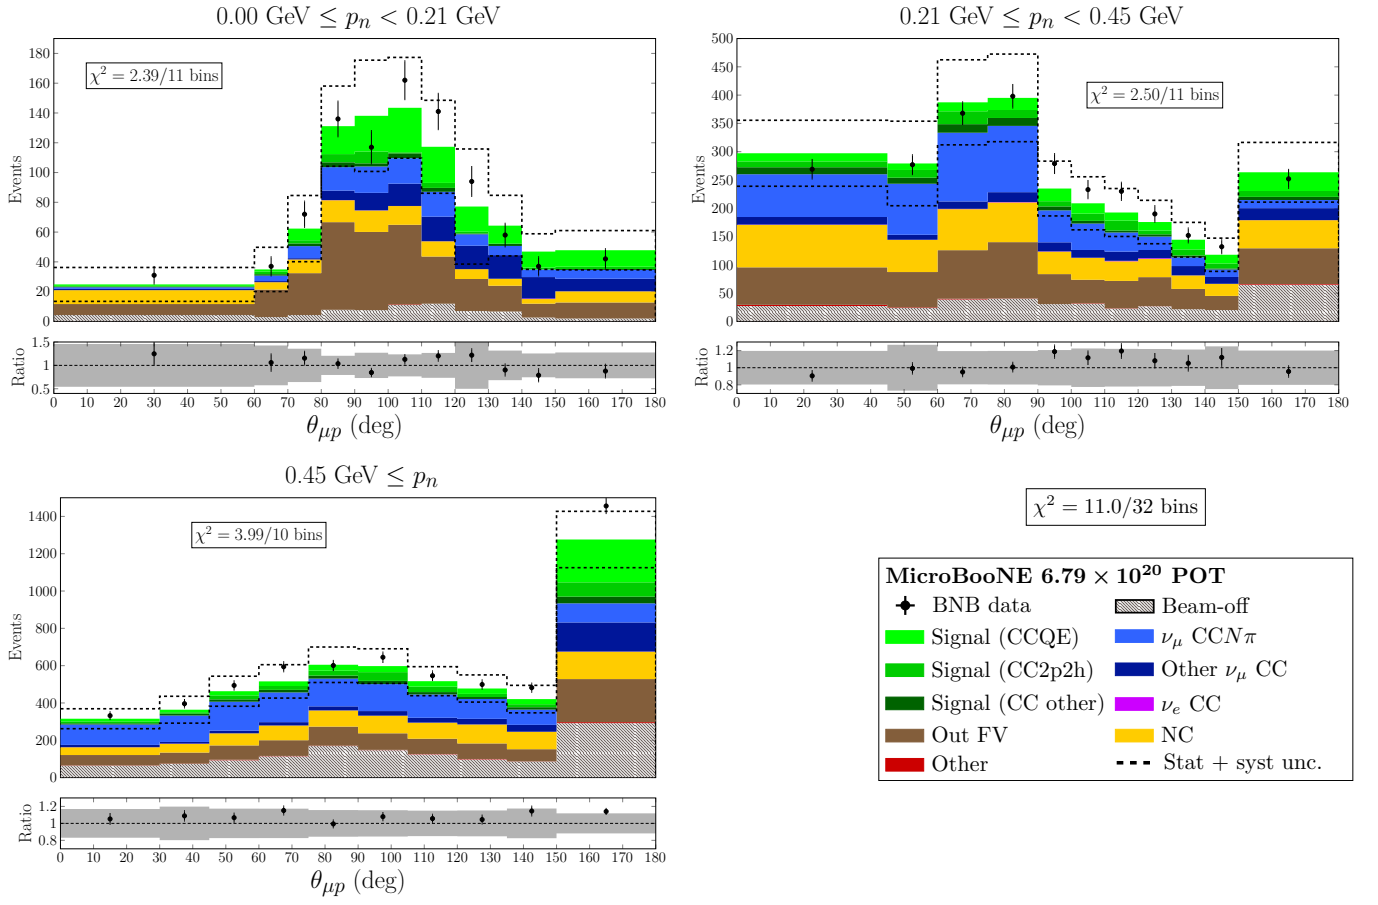 0.00 GeV ≤ pₙ < 0.21 GeV
χ² = 2.39/11 bins
Events
180
160
140
120
100
80
60
40
20
0
Ratio
1.5
1
0.5
0 10 20 30 40 50 60 70 80 90 100 110 120 130 140 150 160 170 180
θμp (deg)
0.21 GeV ≤ pₙ < 0.45 GeV
χ² = 2.50/11 bins
Events
500
450
400
350
300
250
200
150
100
50
0
Ratio
1.2
1
0.8
0 10 20 30 40 50 60 70 80 90 100 110 120 130 140 150 160 170 180
θμp (deg)
0.45 GeV ≤ pₙ
χ² = 3.99/10 bins
Events
1400
1200
1000
800
600
400
200
0
Ratio
1.2
1
0.8
0 10 20 30 40 50 60 70 80 90 100 110 120 130 140 150 160 170 180
θμp (deg)
χ² = 11.0/32 bins
MicroBooNE 6.79 × 10²⁰ POT
BNB data
Beam-off
Signal (CCQE)
νμ CCNπ
Signal (CC2p2h)
Other νμ CC
Signal (CC other)
νe CC
Out FV
NC
Other
Stat + syst unc.